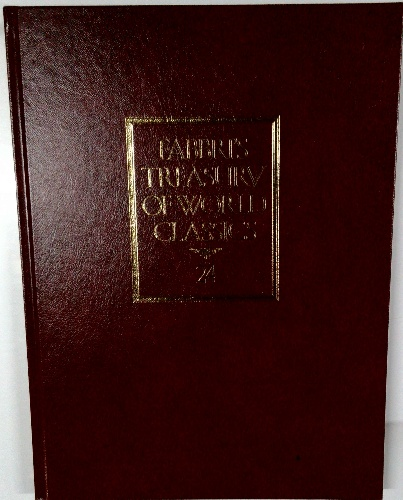 FABBRI'S
TREASURY
OF WORLD
CLASSICS
24